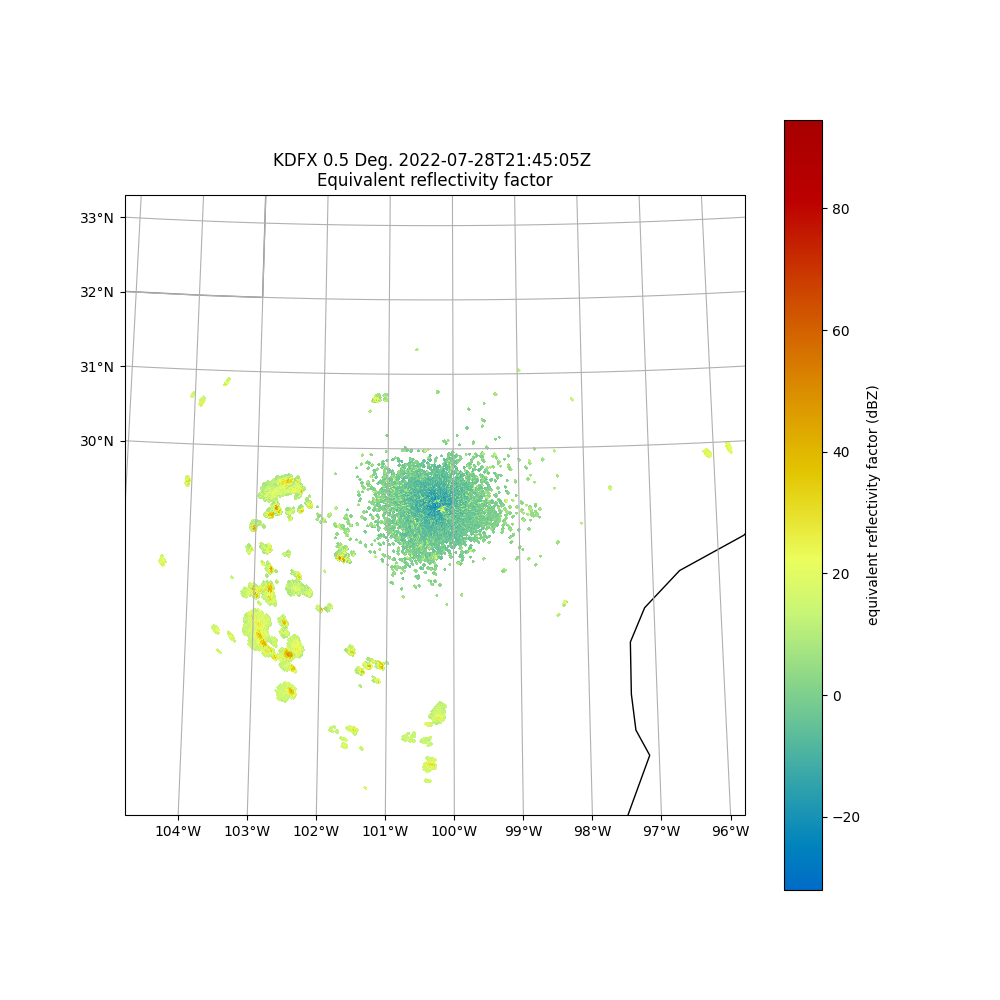 KDFX 0.5 Deg. 2022-07-28T21:45:05Z
Equivalent reflectivity factor
33°N
32°N
31°N
30°N
104°W 103°W 102°W 101°W 100°W 99°W 98°W 97°W 96°W
80
60
40
20
0
−20
equivalent reflectivity factor (dBZ)